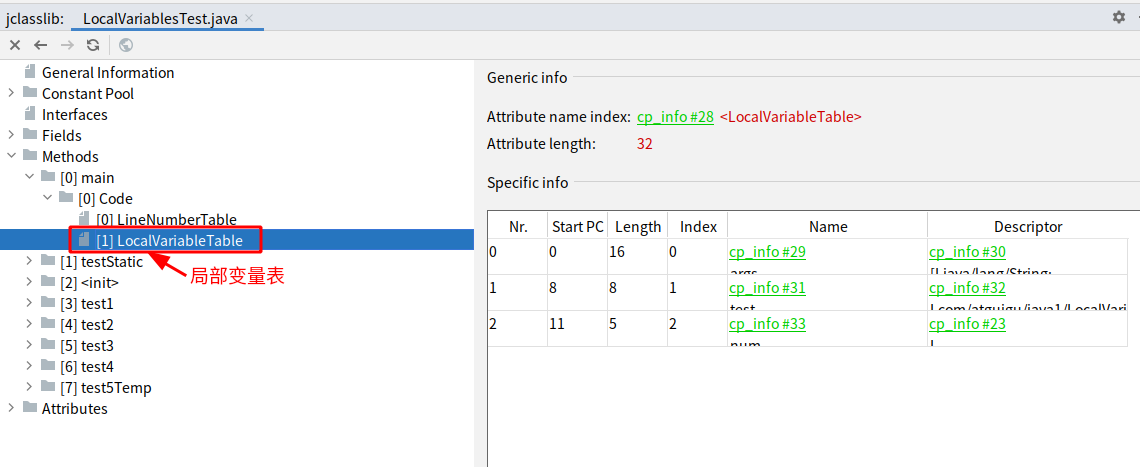 jclasslib: LocalVariablesTest.java
General Information
Constant Pool
Interfaces
Fields
Methods
[0] main
[0] Code
[0] LineNumberTable
[1] LocalVariableTable
[1] testStatic
局部变量表
[2] <init>
[3] test1
[4] test2
[5] test3
[6] test4
[7] test5Temp
Attributes
Generic info
Attribute name index: cp_info #28 <LocalVariableTable>
Attribute length: 32
Specific info
Nr. Start PC Length Index Name Descriptor
0 0 16 0 cp_info #29 cp_info #30
args [Ljava/lang/String;
1 8 8 1 cp_info #31 cp_info #32
test Lcom/atguigu/java1/LocalVari
2 11 5 2 cp_info #33 cp_info #23
num I